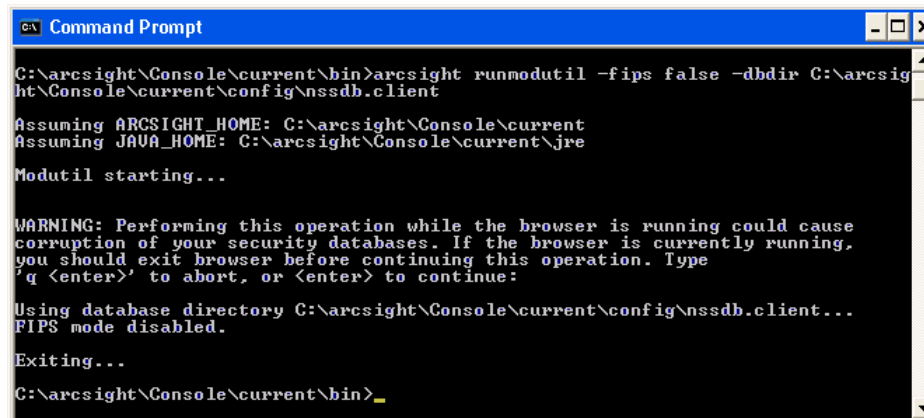 Command Prompt
C:\arcsight\Console\current\bin>arcsight runmodutil -fips false -dbdir C:\arcsig
ht\Console\current\config\nssdb.client
Assuming ARCSIGHT_HOME: C:\arcsight\Console\current
Assuming JAVA_HOME: C:\arcsight\Console\current\jre
Modutil starting...
WARNING: Performing this operation while the browser is running could cause
corruption of your security databases. If the browser is currently running,
you should exit browser before continuing this operation. Type
'q <enter>' to abort, or <enter> to continue:
Using database directory C:\arcsight\Console\current\config\nssdb.client...
FIPS mode disabled.
Exiting...
C:\arcsight\Console\current\bin>_